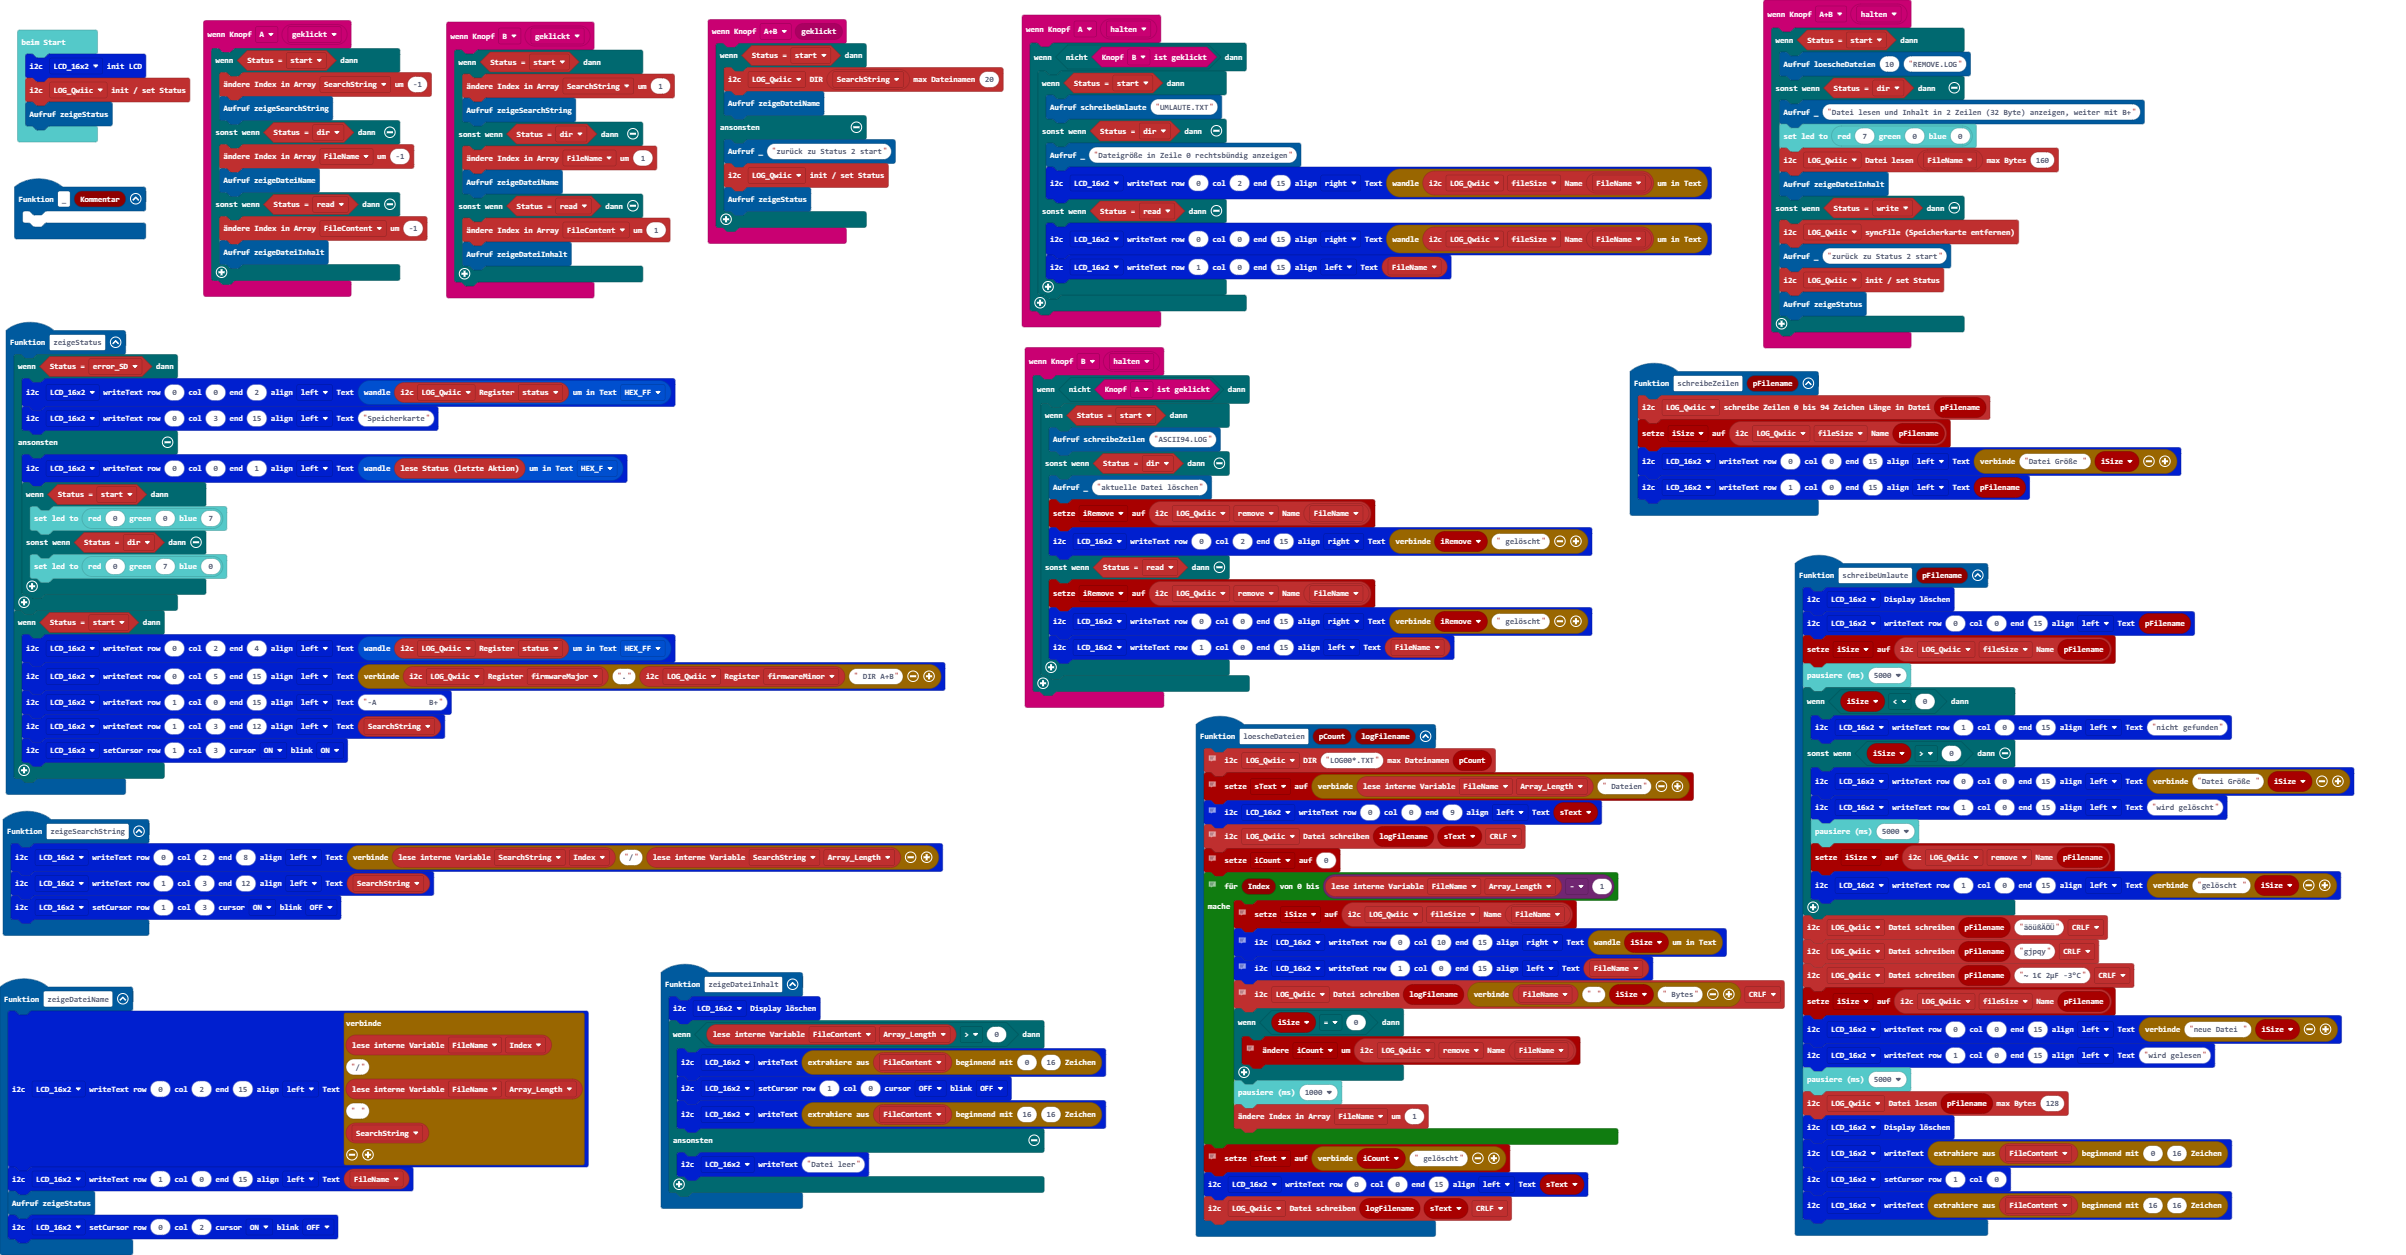 beim Start
i2c LCD_16x2 init LCD
i2c LOG_Qwiic init / set Status
Aufruf zeigeStatus
Funktion _ Kommentar
wenn Knopf A geklickt
wenn Status = start dann
ändere Index in Array SearchString um -1
Aufruf zeigeSearchString
sonst wenn Status = dir dann
ändere Index in Array FileName um -1
Aufruf zeigeDateiName
sonst wenn Status = read dann
ändere Index in Array FileContent um -1
Aufruf zeigeDateiInhalt
wenn Knopf B geklickt
wenn Status = start dann
ändere Index in Array SearchString um 1
Aufruf zeigeSearchString
sonst wenn Status = dir dann
ändere Index in Array FileName um 1
Aufruf zeigeDateiName
sonst wenn Status = read dann
ändere Index in Array FileContent um 1
Aufruf zeigeDateiInhalt
wenn Knopf A+B geklickt
wenn Status = start dann
i2c LOG_Qwiic DIR SearchString max Dateinamen 20
Aufruf zeigeDateiName
ansonsten
Aufruf _ "zurück zu Status 2 start"
i2c LOG_Qwiic init / set Status
Aufruf zeigeStatus
wenn Knopf A halten
wenn nicht Knopf B ist geklickt dann
wenn Status = start dann
Aufruf schreibeUmlaute "UMLAUTE.TXT"
sonst wenn Status = dir dann
Aufruf _ "Dateigröße in Zeile 0 rechtsbündig anzeigen"
i2c LCD_16x2 writeText row 0 col 2 end 15 align right Text wandle i2c LOG_Qwiic fileSize Name FileName um in Text
sonst wenn Status = read dann
i2c LCD_16x2 writeText row 0 col 0 end 15 align right Text wandle i2c LOG_Qwiic fileSize Name FileName um in Text
i2c LCD_16x2 writeText row 1 col 0 end 15 align left Text FileName
wenn Knopf A+B halten
wenn Status = start dann
Aufruf loescheDateien 10 "REMOVE.LOG"
sonst wenn Status = dir dann
Aufruf _ "Datei lesen und Inhalt in 2 Zeilen (32 Byte) anzeigen, weiter mit B+"
set led to red 7 green 0 blue 0
i2c LOG_Qwiic Datei lesen FileName max Bytes 160
Aufruf zeigeDateiInhalt
sonst wenn Status = write dann
i2c LOG_Qwiic syncFile (Speicherkarte entfernen)
Aufruf _ "zurück zu Status 2 start"
i2c LOG_Qwiic init / set Status
Aufruf zeigeStatus
Funktion zeigeStatus
wenn Status = error_SD dann
i2c LCD_16x2 writeText row 0 col 0 end 2 align left Text wandle i2c LOG_Qwiic Register status um in Text HEX_FF
i2c LCD_16x2 writeText row 0 col 3 end 15 align left Text "Speicherkarte"
ansonsten
i2c LCD_16x2 writeText row 0 col 0 end 1 align left Text wandle lese Status (letzte Aktion) um in Text HEX_F
wenn Status = start dann
set led to red 0 green 0 blue 7
sonst wenn Status = dir dann
set led to red 0 green 7 blue 0
wenn Status = start dann
i2c LCD_16x2 writeText row 0 col 2 end 4 align left Text wandle i2c LOG_Qwiic Register status um in Text HEX_FF
i2c LCD_16x2 writeText row 0 col 5 end 15 align left Text verbinde i2c LOG_Qwiic Register firmwareMajor "." i2c LOG_Qwiic Register firmwareMinor " DIR A+B"
i2c LCD_16x2 writeText row 1 col 0 end 15 align left Text "-A            B+"
i2c LCD_16x2 writeText row 1 col 3 end 12 align left Text SearchString
i2c LCD_16x2 setCursor row 1 col 3 cursor ON blink ON
wenn Knopf B halten
wenn nicht Knopf A ist geklickt dann
wenn Status = start dann
Aufruf schreibeZeilen "ASCII94.LOG"
sonst wenn Status = dir dann
Aufruf _ "aktuelle Datei löschen"
setze iRemove auf i2c LOG_Qwiic remove Name FileName
i2c LCD_16x2 writeText row 0 col 2 end 15 align right Text verbinde iRemove " gelöscht"
sonst wenn Status = read dann
setze iRemove auf i2c LOG_Qwiic remove Name FileName
i2c LCD_16x2 writeText row 0 col 0 end 15 align right Text verbinde iRemove " gelöscht"
i2c LCD_16x2 writeText row 1 col 0 end 15 align left Text FileName
Funktion schreibeZeilen pFilename
i2c LOG_Qwiic schreibe Zeilen 0 bis 94 Zeichen Länge in Datei pFilename
setze iSize auf i2c LOG_Qwiic fileSize Name pFilename
i2c LCD_16x2 writeText row 0 col 0 end 15 align left Text verbinde "Datei Größe " iSize
i2c LCD_16x2 writeText row 1 col 0 end 15 align left Text pFilename
Funktion zeigeSearchString
i2c LCD_16x2 writeText row 0 col 2 end 8 align left Text verbinde lese interne Variable SearchString Index "/" lese interne Variable SearchString Array_Length
i2c LCD_16x2 writeText row 1 col 3 end 12 align left Text SearchString
i2c LCD_16x2 setCursor row 1 col 3 cursor ON blink OFF
Funktion zeigeDateiName
verbinde
lese interne Variable FileName Index
"/"
i2c LCD_16x2 writeText row 0 col 2 end 15 align left Text lese interne Variable FileName Array_Length
" "
SearchString
i2c LCD_16x2 writeText row 1 col 0 end 15 align left Text FileName
Aufruf zeigeStatus
i2c LCD_16x2 setCursor row 0 col 2 cursor ON blink OFF
Funktion zeigeDateiInhalt
i2c LCD_16x2 Display löschen
wenn lese interne Variable FileContent Array_Length > 0 dann
i2c LCD_16x2 writeText extrahiere aus FileContent beginnend mit 0 16 Zeichen
i2c LCD_16x2 setCursor row 1 col 0 cursor OFF blink OFF
i2c LCD_16x2 writeText extrahiere aus FileContent beginnend mit 16 16 Zeichen
ansonsten
i2c LCD_16x2 writeText "Datei leer"
Funktion loescheDateien pCount logFilename
i2c LOG_Qwiic DIR "LOG00*.TXT" max Dateinamen pCount
setze sText auf verbinde lese interne Variable FileName Array_Length " Dateien"
i2c LCD_16x2 writeText row 0 col 0 end 9 align left Text sText
i2c LOG_Qwiic Datei schreiben logFilename sText CRLF
setze iCount auf 0
für Index von 0 bis lese interne Variable FileName Array_Length - 1
mache
setze iSize auf i2c LOG_Qwiic fileSize Name FileName
i2c LCD_16x2 writeText row 0 col 10 end 15 align right Text wandle iSize um in Text
i2c LCD_16x2 writeText row 1 col 0 end 15 align left Text FileName
i2c LOG_Qwiic Datei schreiben logFilename verbinde FileName " " iSize " Bytes" CRLF
wenn iSize = 0 dann
ändere iCount um i2c LOG_Qwiic remove Name FileName
pausiere (ms) 1000
ändere Index in Array FileName um 1
setze sText auf verbinde iCount " gelöscht"
i2c LCD_16x2 writeText row 0 col 0 end 15 align left Text sText
i2c LOG_Qwiic Datei schreiben logFilename sText CRLF
Funktion schreibeUmlaute pFilename
i2c LCD_16x2 Display löschen
i2c LCD_16x2 writeText row 0 col 0 end 15 align left Text pFilename
setze iSize auf i2c LOG_Qwiic fileSize Name pFilename
pausiere (ms) 5000
wenn iSize < 0 dann
i2c LCD_16x2 writeText row 1 col 0 end 15 align left Text "nicht gefunden"
sonst wenn iSize > 0 dann
i2c LCD_16x2 writeText row 0 col 0 end 15 align left Text verbinde "Datei Größe " iSize
i2c LCD_16x2 writeText row 1 col 0 end 15 align left Text "wird gelöscht"
pausiere (ms) 5000
setze iSize auf i2c LOG_Qwiic remove Name pFilename
i2c LCD_16x2 writeText row 1 col 0 end 15 align left Text verbinde "gelöscht " iSize
i2c LOG_Qwiic Datei schreiben pFilename "äöüßÄÖÜ" CRLF
i2c LOG_Qwiic Datei schreiben pFilename "gjpqy" CRLF
i2c LOG_Qwiic Datei schreiben pFilename "~ 1€ 2µF -3°C" CRLF
setze iSize auf i2c LOG_Qwiic fileSize Name pFilename
i2c LCD_16x2 writeText row 0 col 0 end 15 align left Text verbinde "neue Datei " iSize
i2c LCD_16x2 writeText row 1 col 0 end 15 align left Text "wird gelesen"
pausiere (ms) 5000
i2c LOG_Qwiic Datei lesen pFilename max Bytes 128
i2c LCD_16x2 Display löschen
i2c LCD_16x2 writeText extrahiere aus FileContent beginnend mit 0 16 Zeichen
i2c LCD_16x2 setCursor row 1 col 0
i2c LCD_16x2 writeText extrahiere aus FileContent beginnend mit 16 16 Zeichen